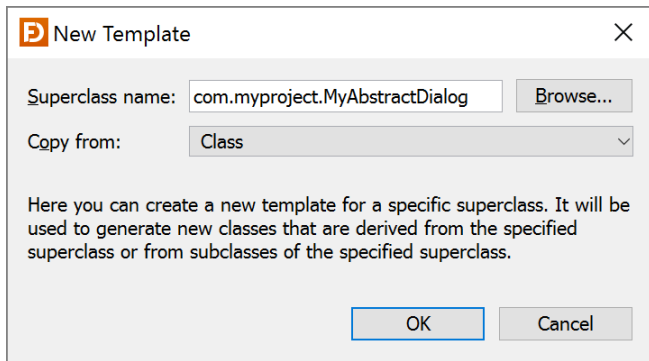 New Template
Superclass name: com.myproject.MyAbstractDialog Browse...
Copy from: Class
Here you can create a new template for a specific superclass. It will be
used to generate new classes that are derived from the specified
superclass or from subclasses of the specified superclass.
OK Cancel